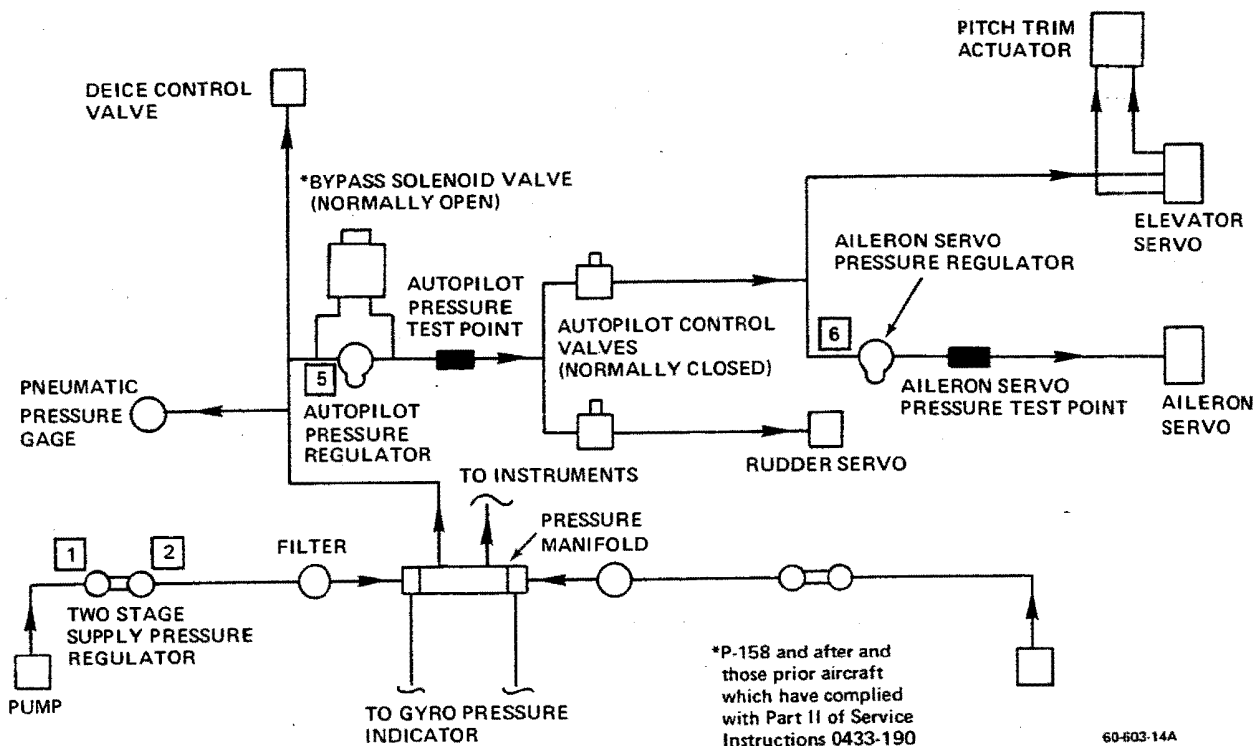 PITCH TRIM
ACTUATOR
DEICE CONTROL
VALVE
*BYPASS SOLENOID VALVE
(NORMALLY OPEN)
ELEVATOR
SERVO
AILERON SERVO
PRESSURE REGULATOR
AUTOPILOT
PRESSURE
TEST POINT
AUTOPILOT CONTROL
VALVES
(NORMALLY CLOSED)
6
5
PNEUMATIC
PRESSURE
GAGE
AUTOPILOT
PRESSURE
REGULATOR
AILERON SERVO
PRESSURE TEST POINT
AILERON
SERVO
RUDDER SERVO
TO INSTRUMENTS
PRESSURE
MANIFOLD
1
2
FILTER
TWO STAGE
SUPPLY PRESSURE
REGULATOR
PUMP
TO GYRO PRESSURE
INDICATOR
*P-158 and after and
those prior aircraft
which have complied
with Part II of Service
Instructions 0433-190
60-603-14A